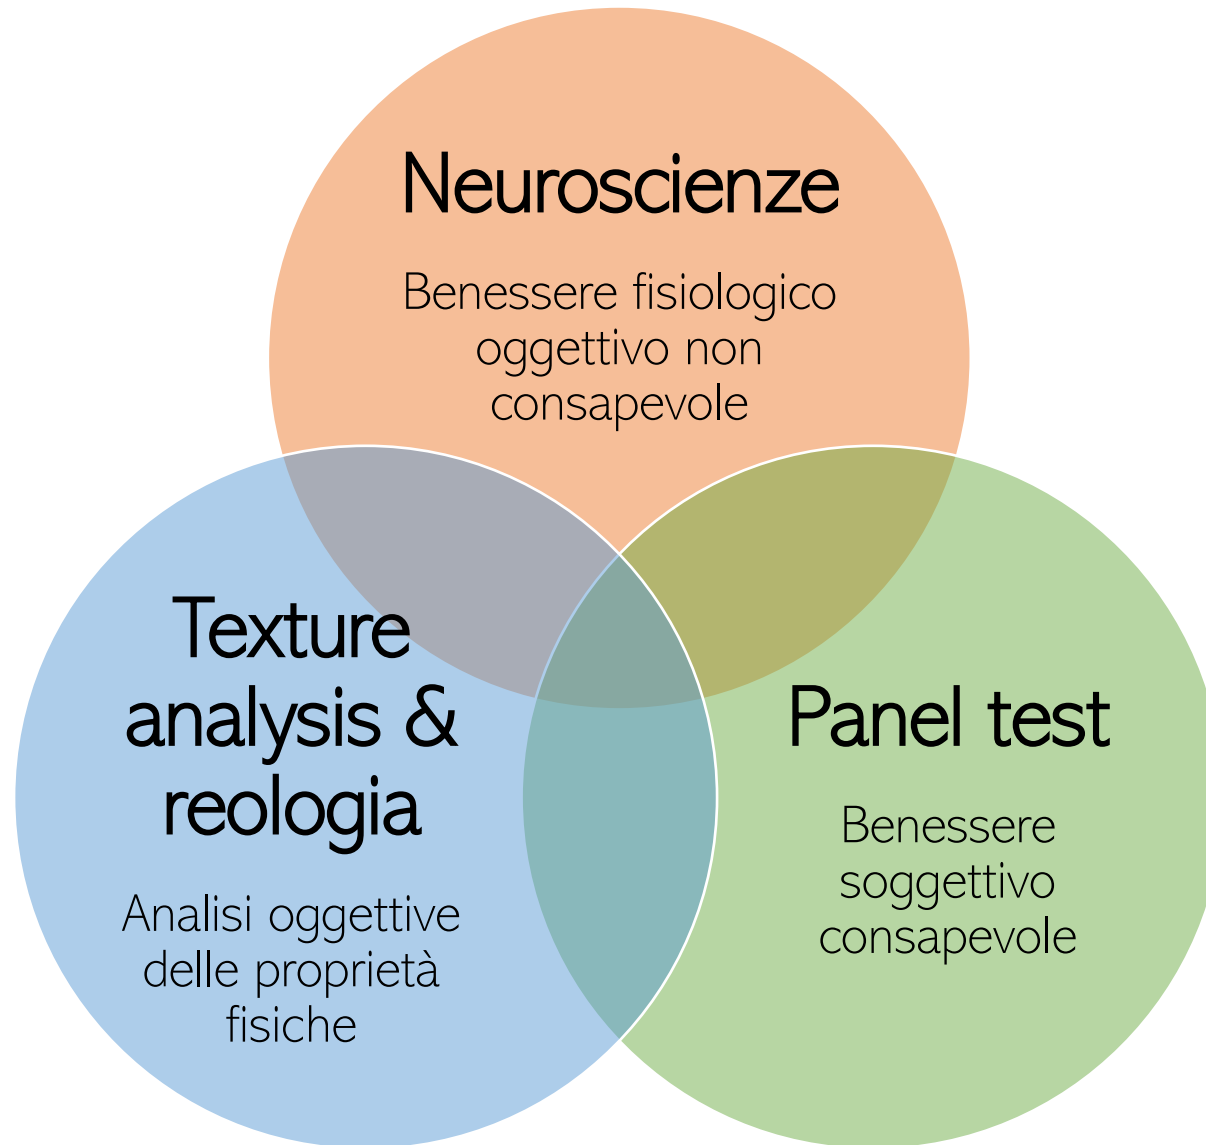 Neuroscienze
Benessere fisiologico
oggettivo non
consapevole
Texture
analysis &
reologia
Analisi oggettive
delle proprietà
fisiche
Panel test
Benessere
soggettivo
consapevole